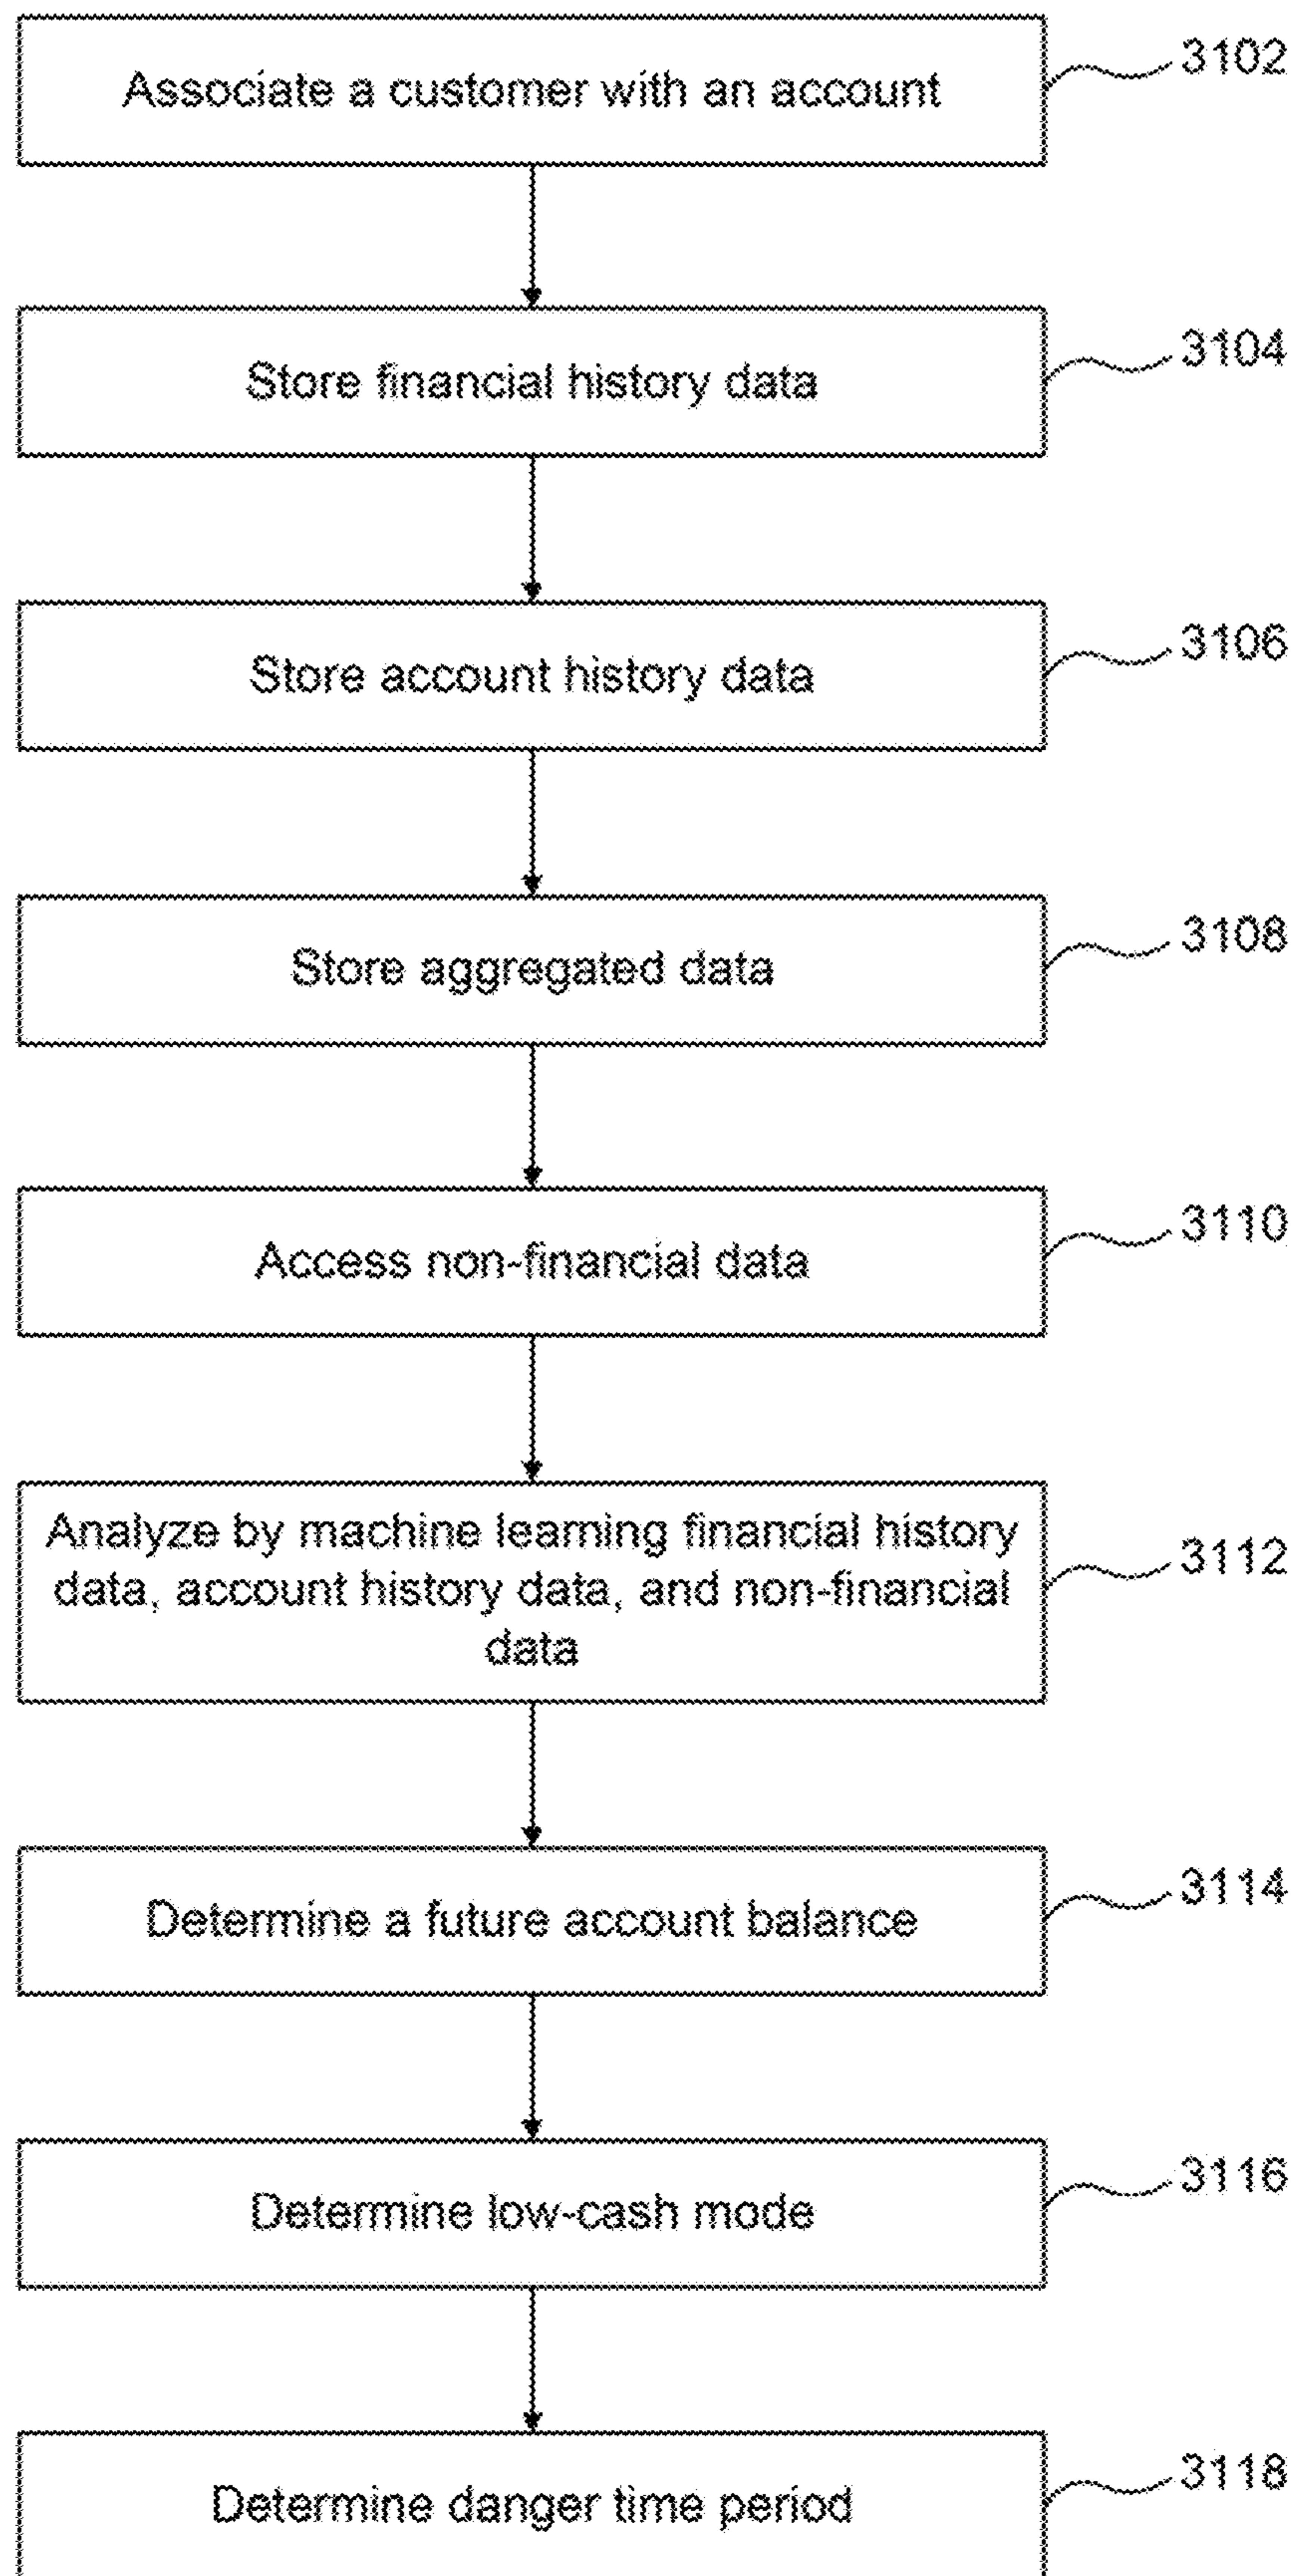 Associate a customer with an account
3102
Store financial history data
3104
Store account history data
3106
Store aggregated data
3108
Access non-financial data
3110
Analyze by machine learning financial history
data, account history data, and non-financial
data
3112
Determine a future account balance
3114
Determine low-cash mode
3116
Determine danger time period
3118